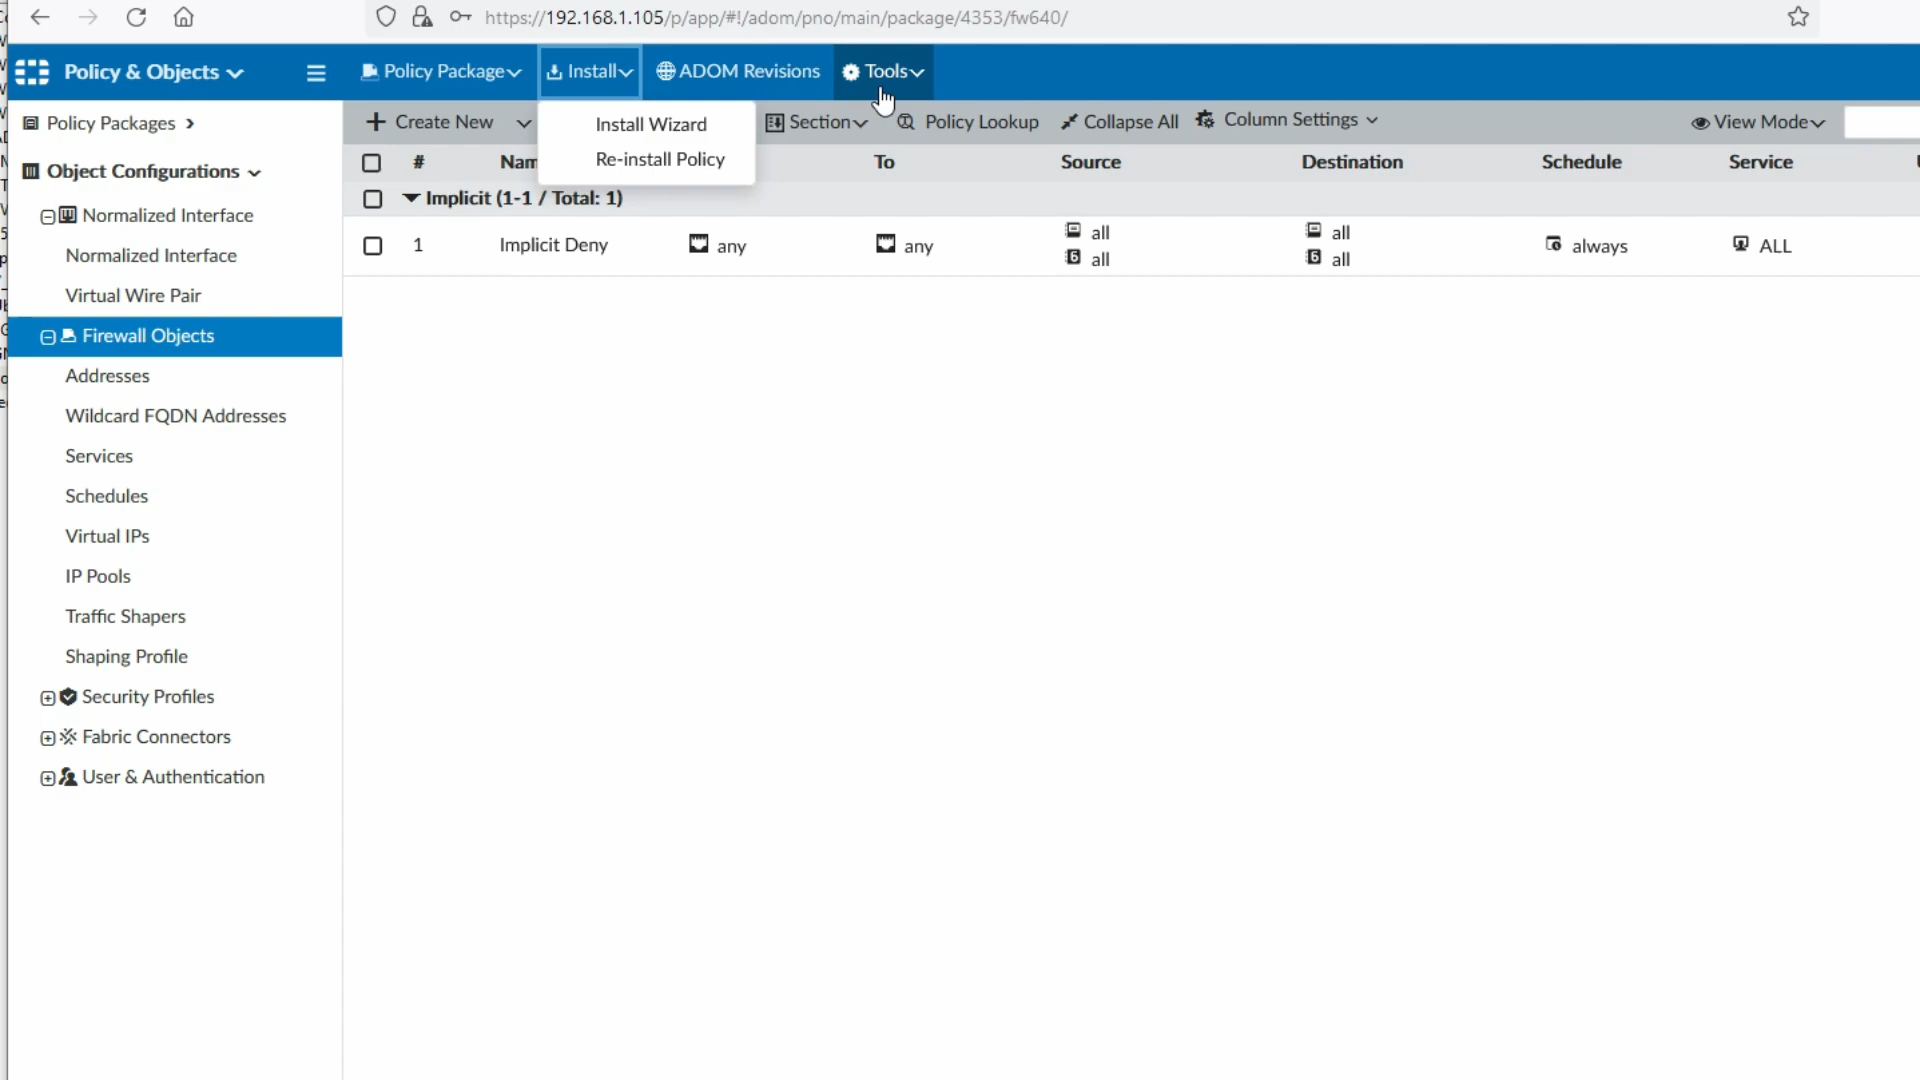 https://192.168.1.105/p/app/#!/adom/pno/main/package/4353/fw640/
Policy & Objects
Policy Package
Install
ADOM Revisions
Tools
Policy Packages
Create New
Install Wizard
Section
Policy Lookup
Collapse All
Column Settings
View Mode
Re-install Policy
Object Configurations
#
Nam
To
Source
Destination
Schedule
Service
Implicit (1-1 / Total: 1)
1
Implicit Deny
any
any
all
all
all
all
always
ALL
Normalized Interface
Normalized Interface
Virtual Wire Pair
Firewall Objects
Addresses
Wildcard FQDN Addresses
Services
Schedules
Virtual IPs
IP Pools
Traffic Shapers
Shaping Profile
Security Profiles
Fabric Connectors
User & Authentication